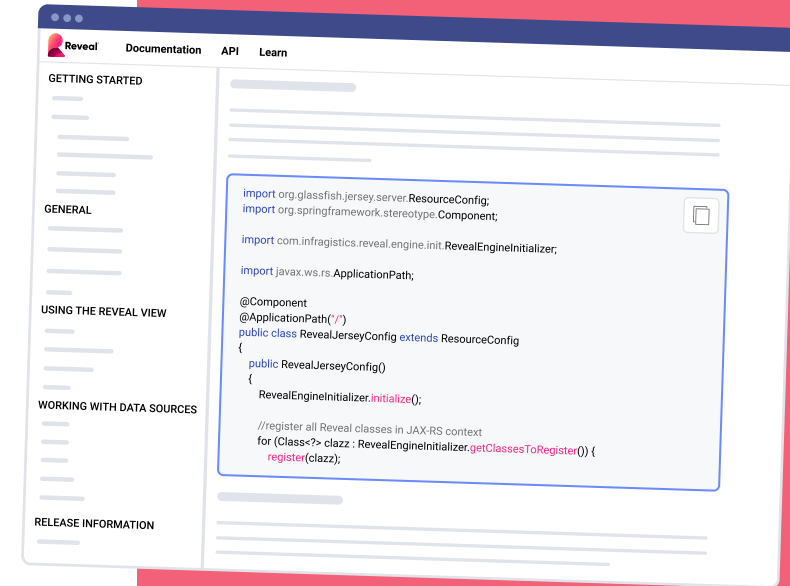 Reveal
Documentation API Learn
GETTING STARTED
GENERAL
USING THE REVEAL VIEW
WORKING WITH DATA SOURCES
RELEASE INFORMATION
import org.glassfish.jersey.server.ResourceConfig;
import org.springframework.stereotype.Component;
import com.infragistics.reveal.engine.init.RevealEngineInitializer;
import javax.ws.rs.ApplicationPath;
@Component
@ApplicationPath("/")
public class RevealJerseyConfig extends ResourceConfig
{
public RevealJerseyConfig()
{
RevealEngineInitializer.initialize();
//register all Reveal classes in JAX-RS context
for (Class<?> clazz : RevealEngineInitializer.getClassesToRegister()) {
register(clazz);